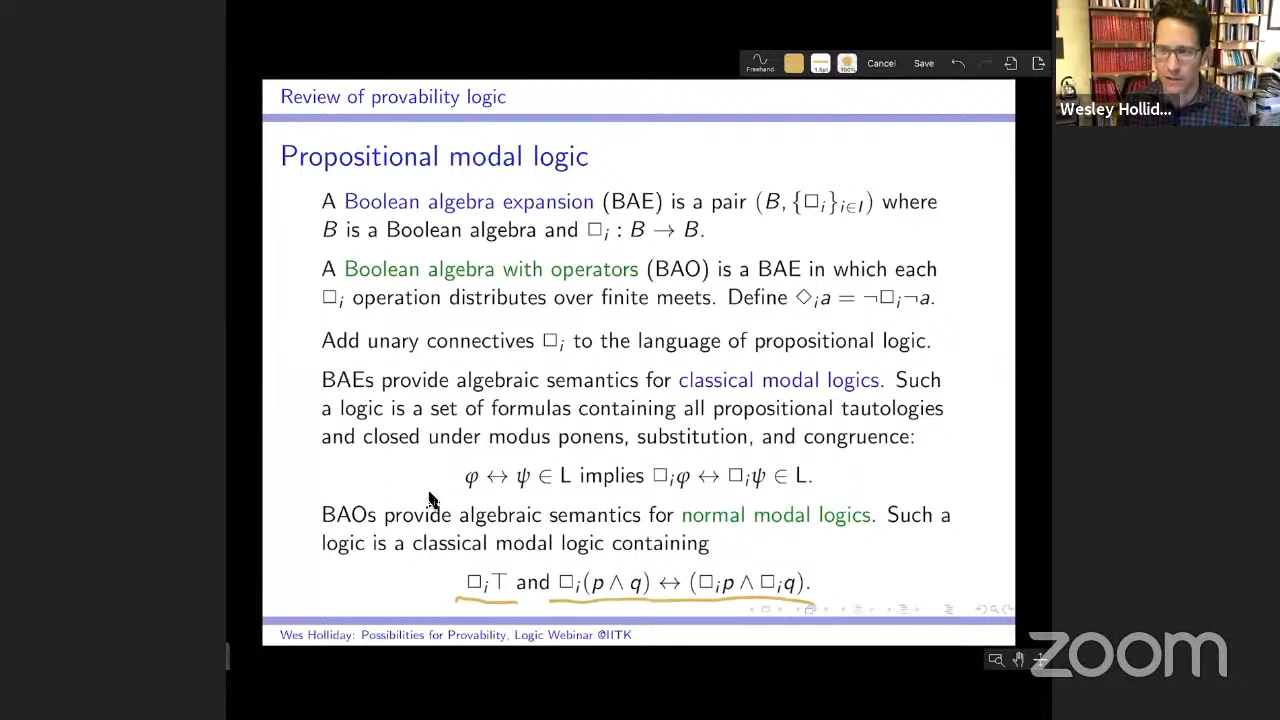 Freehand
1.5pt
100%
Cancel
Save
Wesley Hollid...
Review of provability logic
Propositional modal logic
A Boolean algebra expansion (BAE) is a pair (B, {□ᵢ}ᵢ∈I) where
B is a Boolean algebra and □ᵢ : B → B.
A Boolean algebra with operators (BAO) is a BAE in which each
□ᵢ operation distributes over finite meets. Define ◇ᵢa = ¬□ᵢ¬a.
Add unary connectives □ᵢ to the language of propositional logic.
BAEs provide algebraic semantics for classical modal logics. Such
a logic is a set of formulas containing all propositional tautologies
and closed under modus ponens, substitution, and congruence:
φ ↔ ψ ∈ L implies □ᵢφ ↔ □ᵢψ ∈ L.
BAOs provide algebraic semantics for normal modal logics. Such a
logic is a classical modal logic containing
□ᵢ⊤ and □ᵢ(p ∧ q) ↔ (□ᵢp ∧ □ᵢq).
Wes Holliday: Possibilities for Provability, Logic Webinar @IITK
zoom